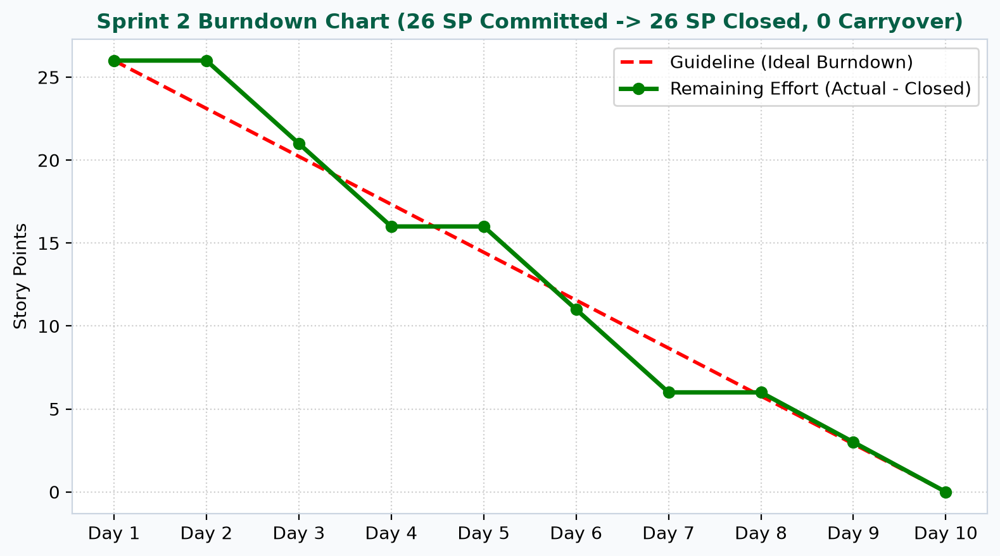 Sprint 2 Burndown Chart (26 SP Committed -> 26 SP Closed, 0 Carryover)
Guideline (Ideal Burndown)
Remaining Effort (Actual - Closed)
Story Points
25
20
15
10
5
0
Day 1 Day 2 Day 3 Day 4 Day 5 Day 6 Day 7 Day 8 Day 9 Day 10